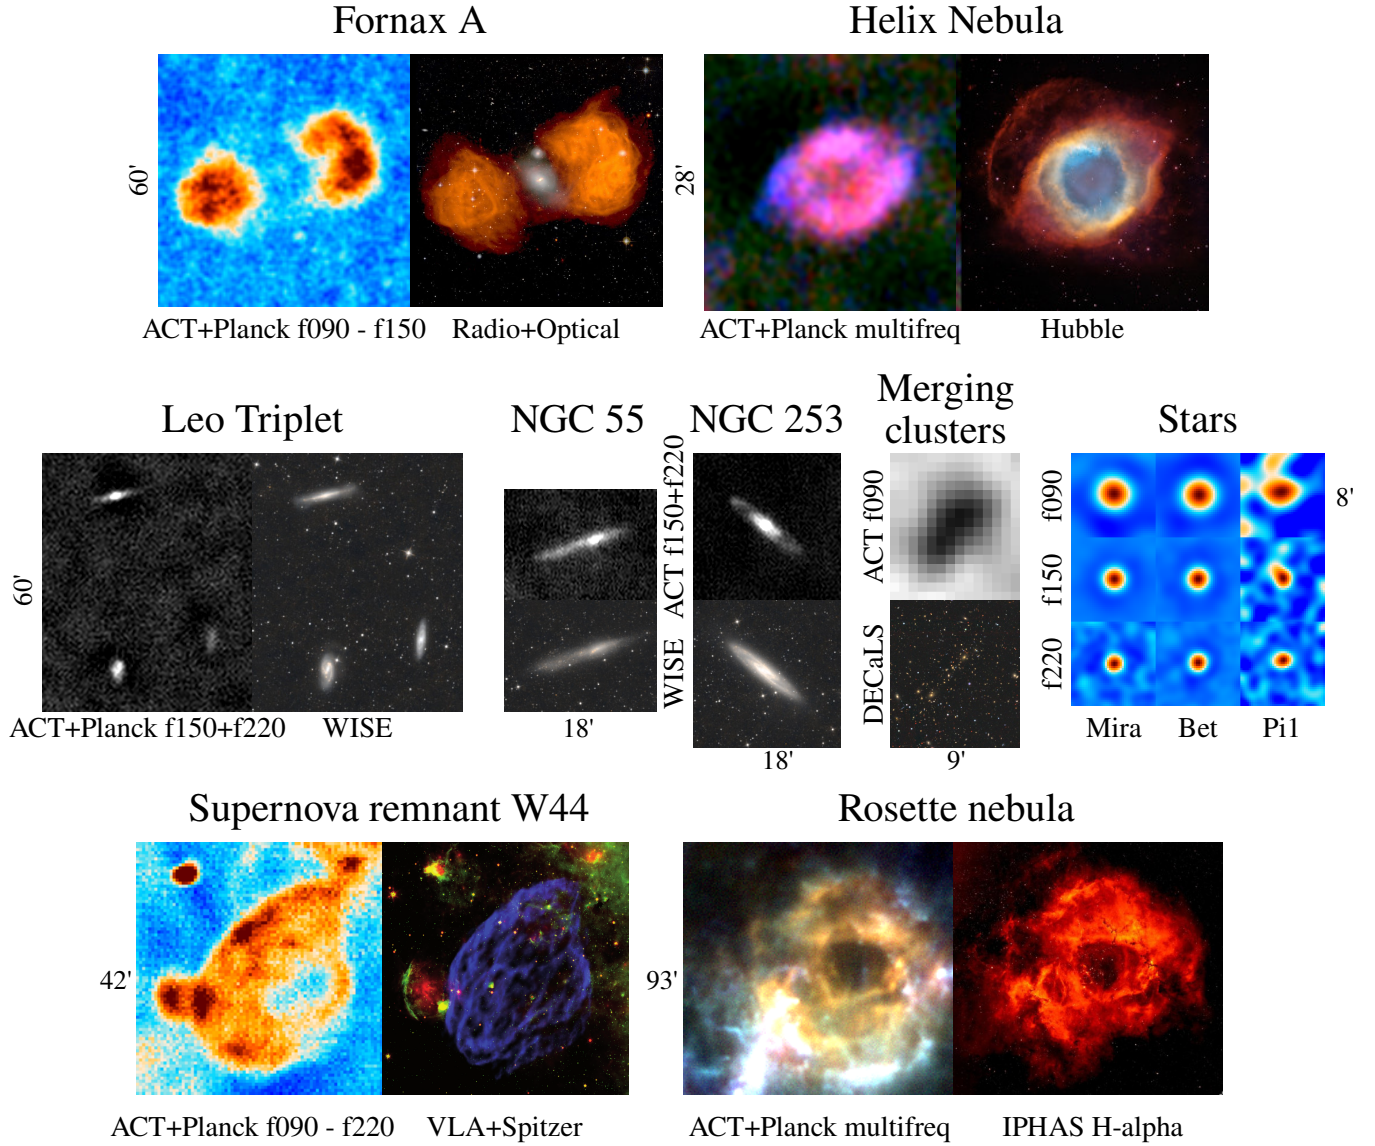 Fornax A
Helix Nebula
60'
28'
ACT+Planck f090 - f150
Radio+Optical
ACT+Planck multifreq
Hubble
Leo Triplet
NGC 55
NGC 253
Merging
clusters
Stars
60'
ACT+Planck f150+f220
WISE
WISE ACT f150+f220
18'
18'
DECaLS ACT f090
9'
f090
f150
f220
8'
Mira
Bet
Pi1
Supernova remnant W44
Rosette nebula
42'
93'
ACT+Planck f090 - f220
VLA+Spitzer
ACT+Planck multifreq
IPHAS H-alpha